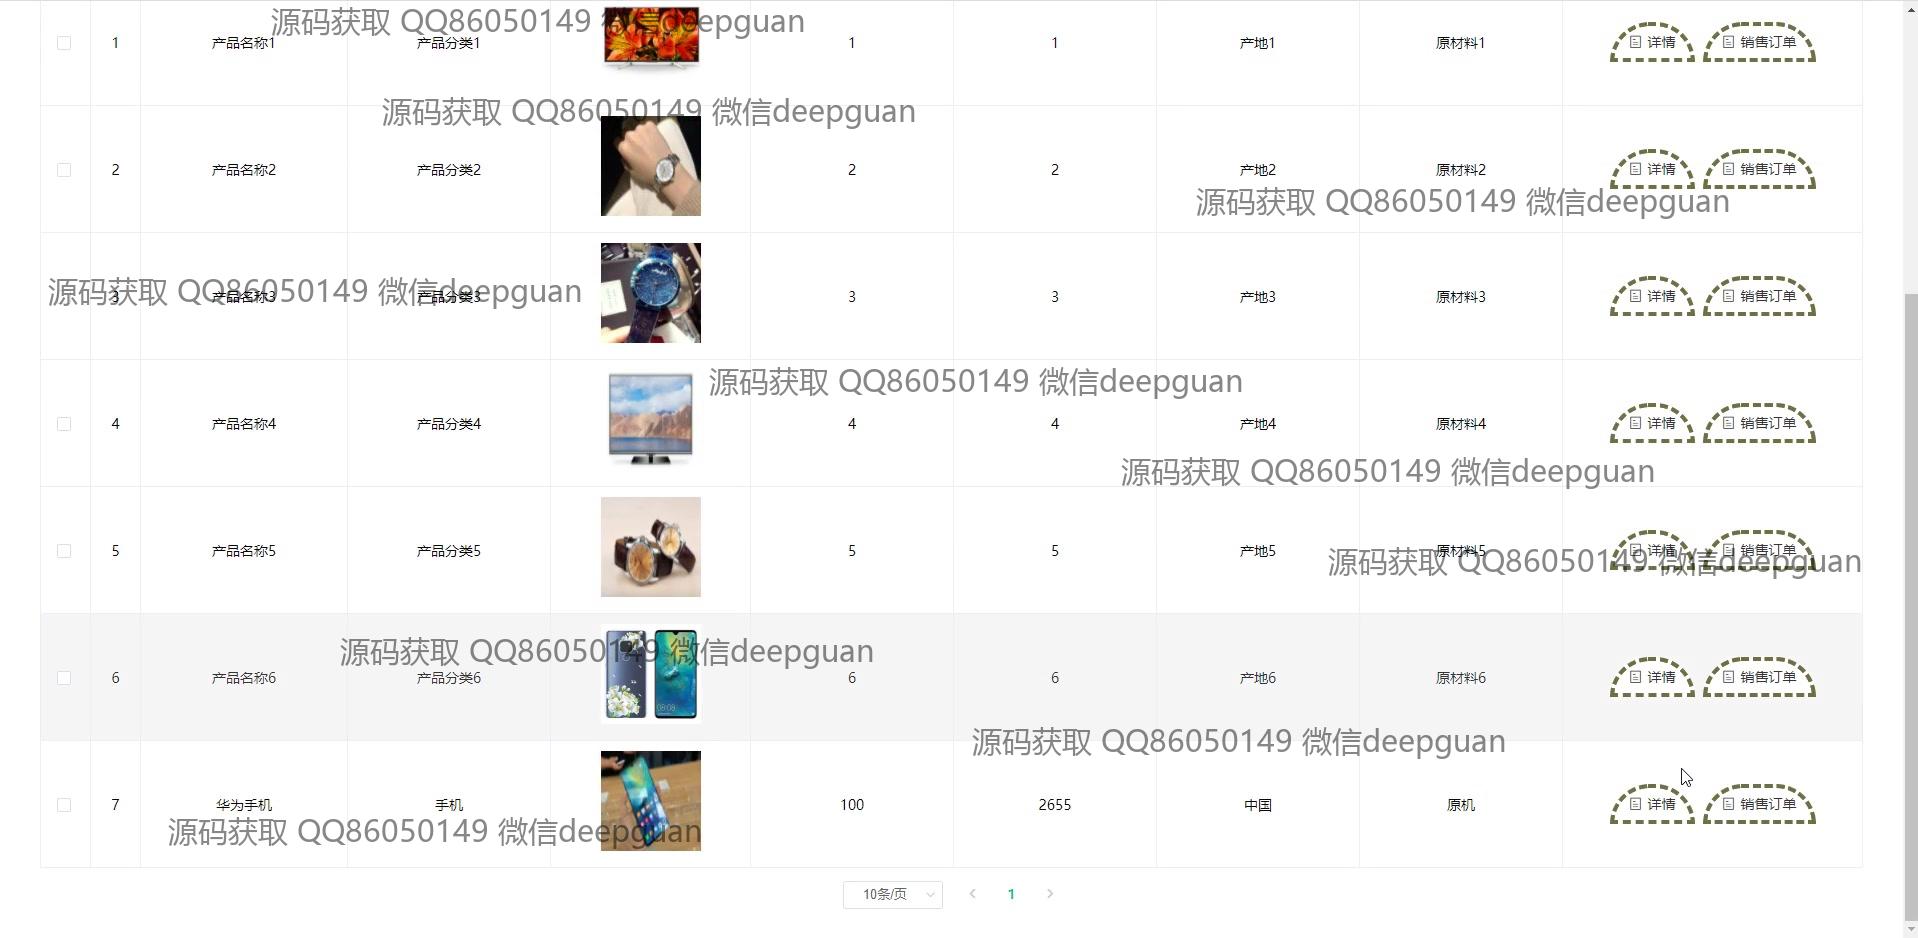 源码获取 QQ86050149 微信deepguan
1 产品名称1 产品分类1 1 1 产地1 原材料1 详情 销售订单
源码获取 QQ86050149 微信deepguan
2 产品名称2 产品分类2 2 2 产地2 原材料2 详情 销售订单
源码获取 QQ86050149 微信deepguan
源码获取 QQ86050149 微信deepguan
3 产品名称3 产品分类3 3 3 产地3 原材料3 详情 销售订单
源码获取 QQ86050149 微信deepguan
4 产品名称4 产品分类4 4 4 产地4 原材料4 详情 销售订单
源码获取 QQ86050149 微信deepguan
5 产品名称5 产品分类5 5 5 产地5 原材料5 详情 销售订单
源码获取 QQ86050149 微信deepguan
源码获取 QQ86050149 微信deepguan
6 产品名称6 产品分类6 6 6 产地6 原材料6 详情 销售订单
08:08
源码获取 QQ86050149 微信deepguan
7 华为手机 手机 100 2655 中国 原机 详情 销售订单
源码获取 QQ86050149 微信deepguan
10条/页 1